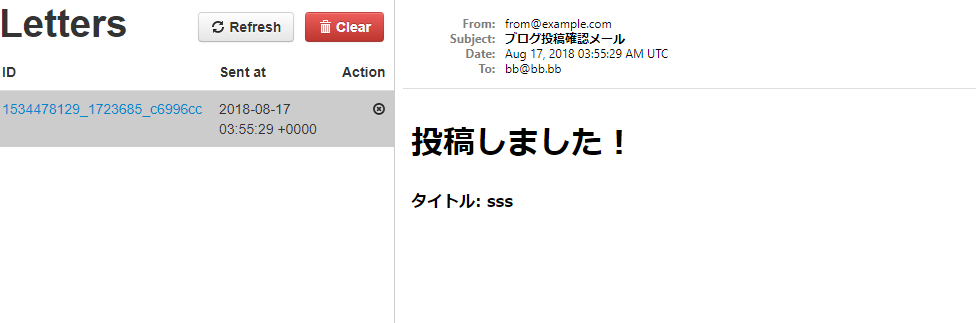 Letters
Refresh
Clear
ID Sent at Action
1534478129_1723685_c6996cc 2018-08-17
03:55:29 +0000
From: from@example.com
Subject: ブログ投稿確認メール
Date: Aug 17, 2018 03:55:29 AM UTC
To: bb@bb.bb
投稿しました！
タイトル: sss